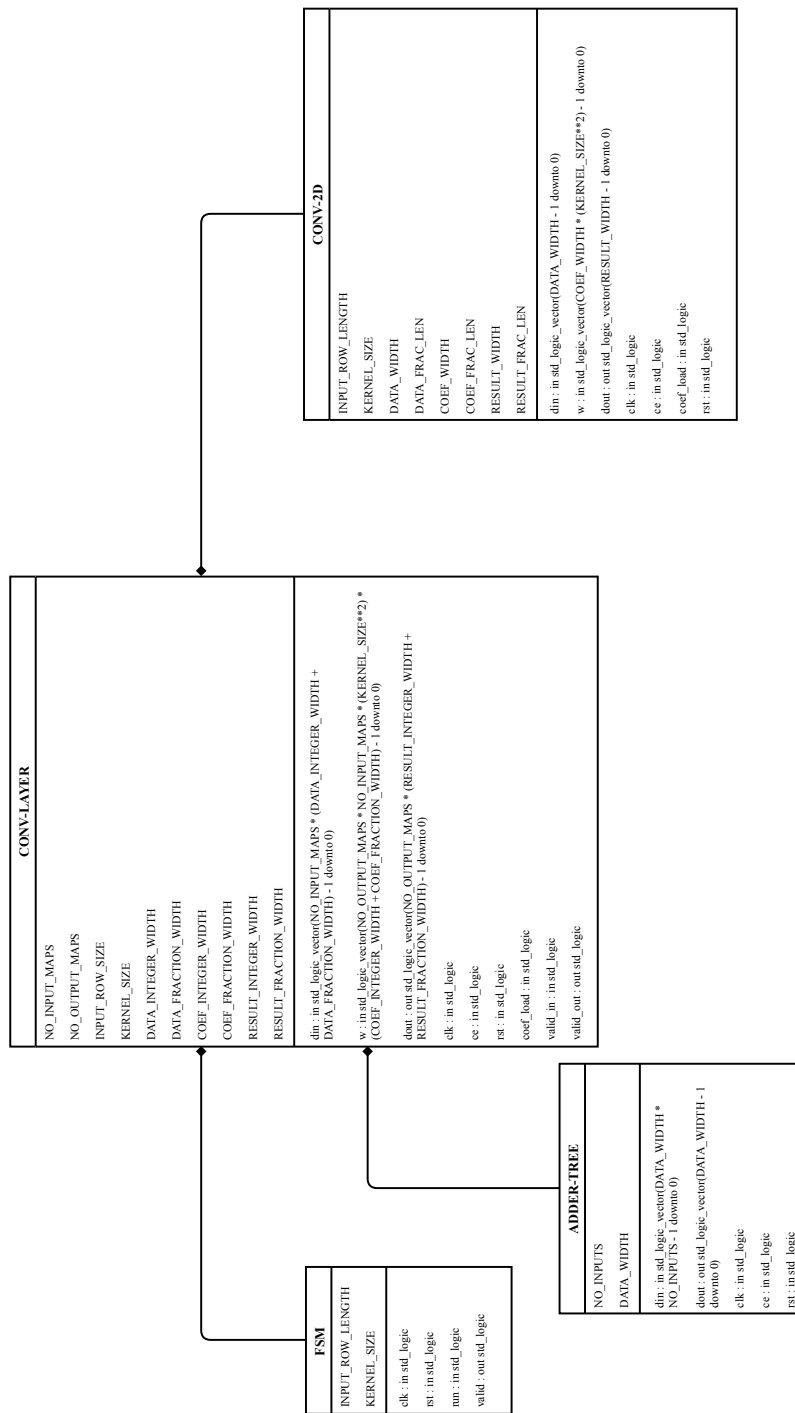 FSM
INPUT_ROW_LENGTH
KERNEL_SIZE
clk : in std_logic
rst : in std_logic
run : in std_logic
valid : out std_logic
ADDER-TREE
NO_INPUTS
DATA_WIDTH
din : in std_logic_vector(DATA_WIDTH *
NO_INPUTS - 1 downto 0)
dout : out std_logic_vector(DATA_WIDTH - 1
downto 0)
clk : in std_logic
ce : in std_logic
rst : in std_logic
CONV-LAYER
NO_INPUT_MAPS
NO_OUTPUT_MAPS
INPUT_ROW_SIZE
KERNEL_SIZE
DATA_INTEGER_WIDTH
DATA_FRACTION_WIDTH
COEF_INTEGER_WIDTH
COEF_FRACTION_WIDTH
RESULT_INTEGER_WIDTH
RESULT_FRACTION_WIDTH
din : in std_logic_vector(NO_INPUT_MAPS * (DATA_INTEGER_WIDTH +
DATA_FRACTION_WIDTH) - 1 downto 0)
w : in std_logic_vector(NO_OUTPUT_MAPS * NO_INPUT_MAPS * (KERNEL_SIZE**2) *
(COEF_INTEGER_WIDTH + COEF_FRACTION_WIDTH) - 1 downto 0)
dout : out std_logic_vector(NO_OUTPUT_MAPS * (RESULT_INTEGER_WIDTH +
RESULT_FRACTION_WIDTH) - 1 downto 0)
clk : in std_logic
ce : in std_logic
rst : in std_logic
coef_load : in std_logic
valid_in : in std_logic
valid_out : out std_logic
CONV-2D
INPUT_ROW_LENGTH
KERNEL_SIZE
DATA_WIDTH
DATA_FRAC_LEN
COEF_WIDTH
COEF_FRAC_LEN
RESULT_WIDTH
RESULT_FRAC_LEN
din : in std_logic_vector(DATA_WIDTH - 1 downto 0)
w : in std_logic_vector(COEF_WIDTH * (KERNEL_SIZE**2) - 1 downto 0)
dout : out std_logic_vector(RESULT_WIDTH - 1 downto 0)
clk : in std_logic
ce : in std_logic
coef_load : in std_logic
rst : in std_logic